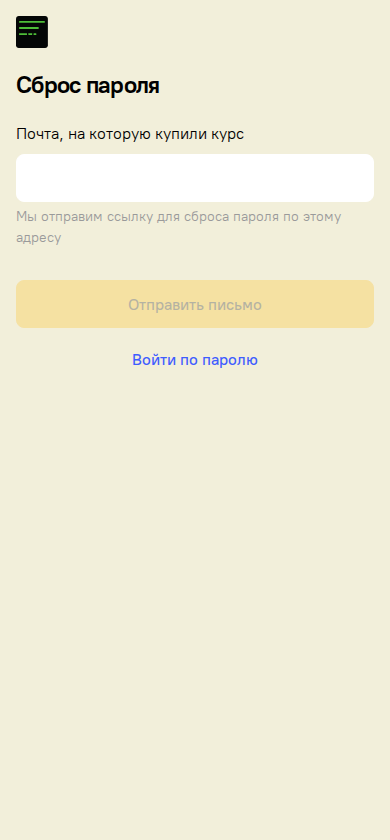 Сброс пароля
Почта, на которую купили курс
Мы отправим ссылку для сброса пароля по этому
адресу
Отправить письмо
Войти по паролю